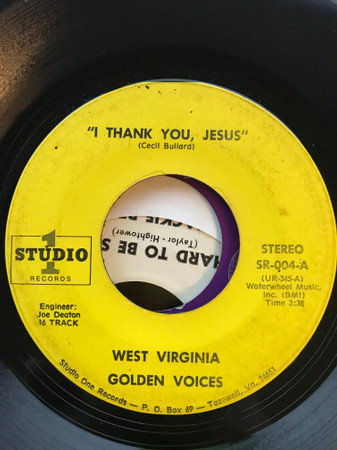 "I THANK YOU, JESUS"
(Cecil Bullard)
1
STUDIO
RECORDS
Engineer:
Joe Deaton
16 TRACK
STEREO
SR-004-A
(UR-345-A)
Waterwheel Music,
Inc. (BMI)
Time 3:38
HARD TO BE S
(Taylor - Hightower)
ACKIE
WEST VIRGINIA
GOLDEN VOICES
Studio One Records - P. O. Box 69 - Tazewell, Va. 24651